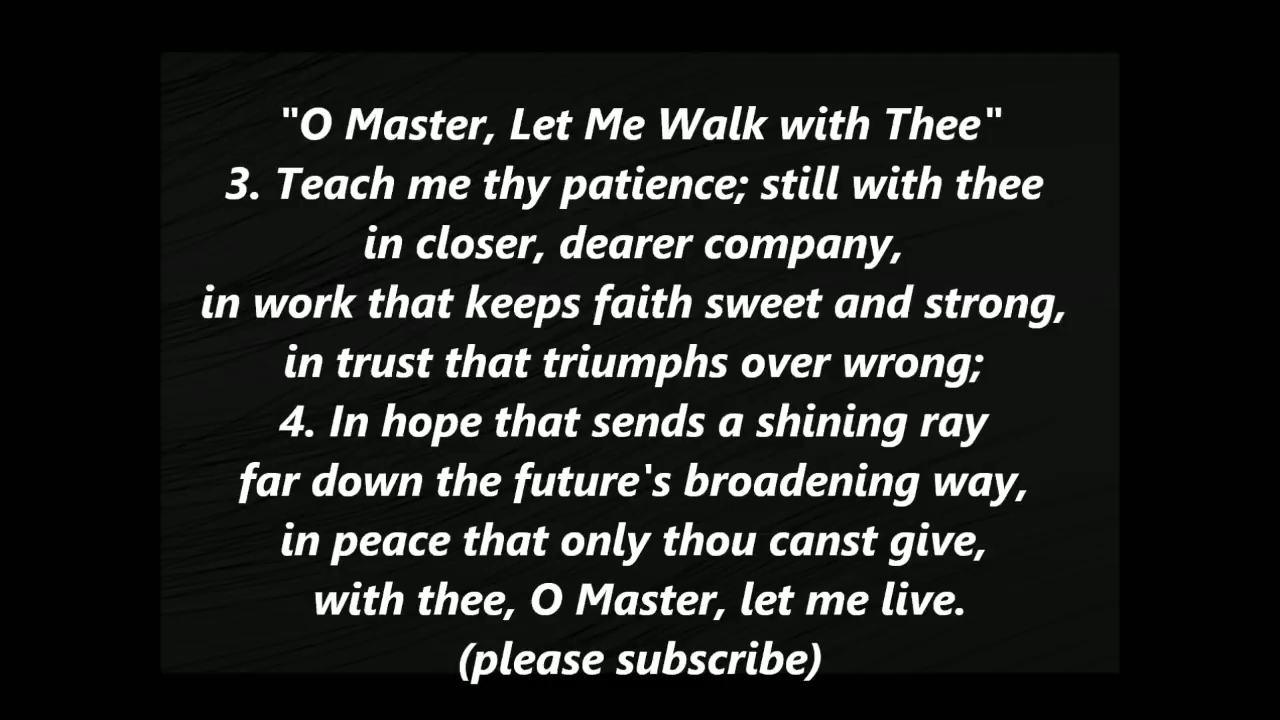 "O Master, Let Me Walk with Thee"
3. Teach me thy patience; still with thee
in closer, dearer company,
in work that keeps faith sweet and strong,
in trust that triumphs over wrong;
4. In hope that sends a shining ray
far down the future's broadening way,
in peace that only thou canst give,
with thee, O Master, let me live.
(please subscribe)